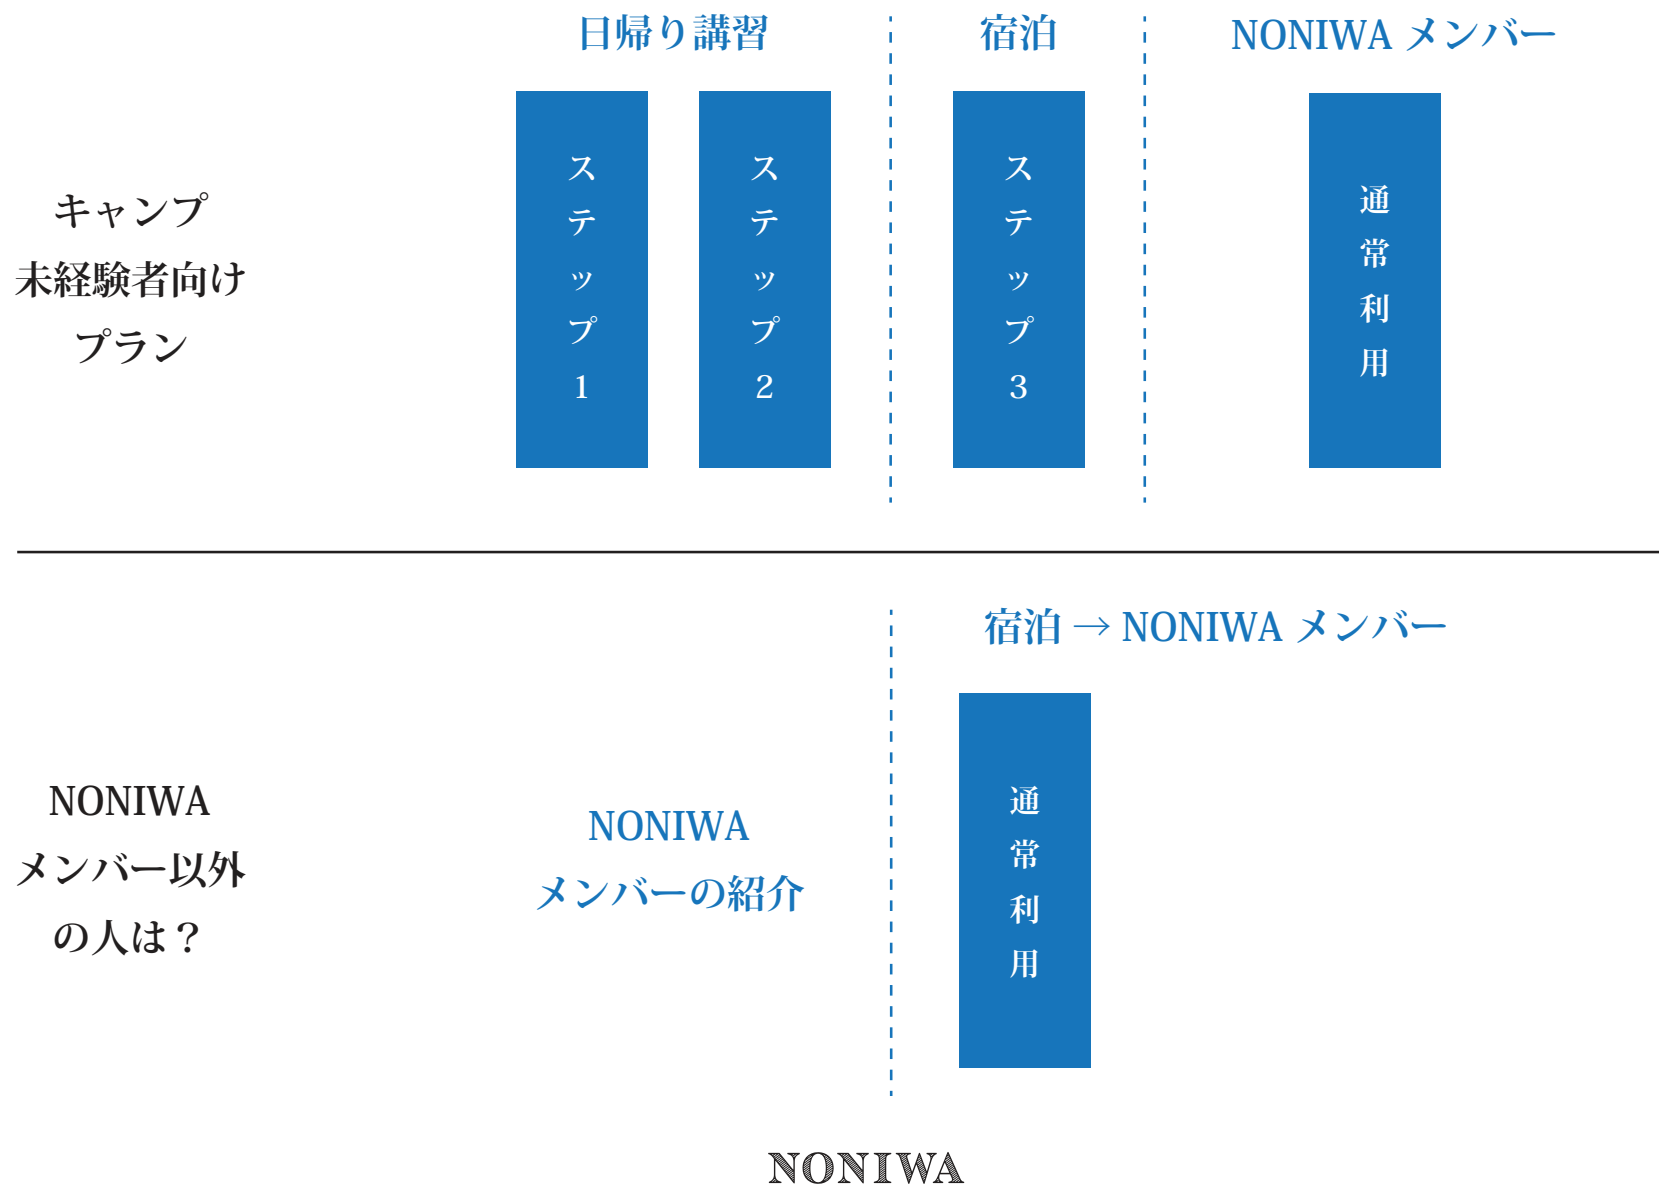 日帰り講習
宿泊
NONIWA メンバー
キャンプ
未経験者向け
プラン
ステップ1
ステップ2
ステップ3
通常利用
宿泊 → NONIWA メンバー
NONIWA
メンバー以外
の人は？
NONIWA
メンバーの紹介
通常利用
NONIWA